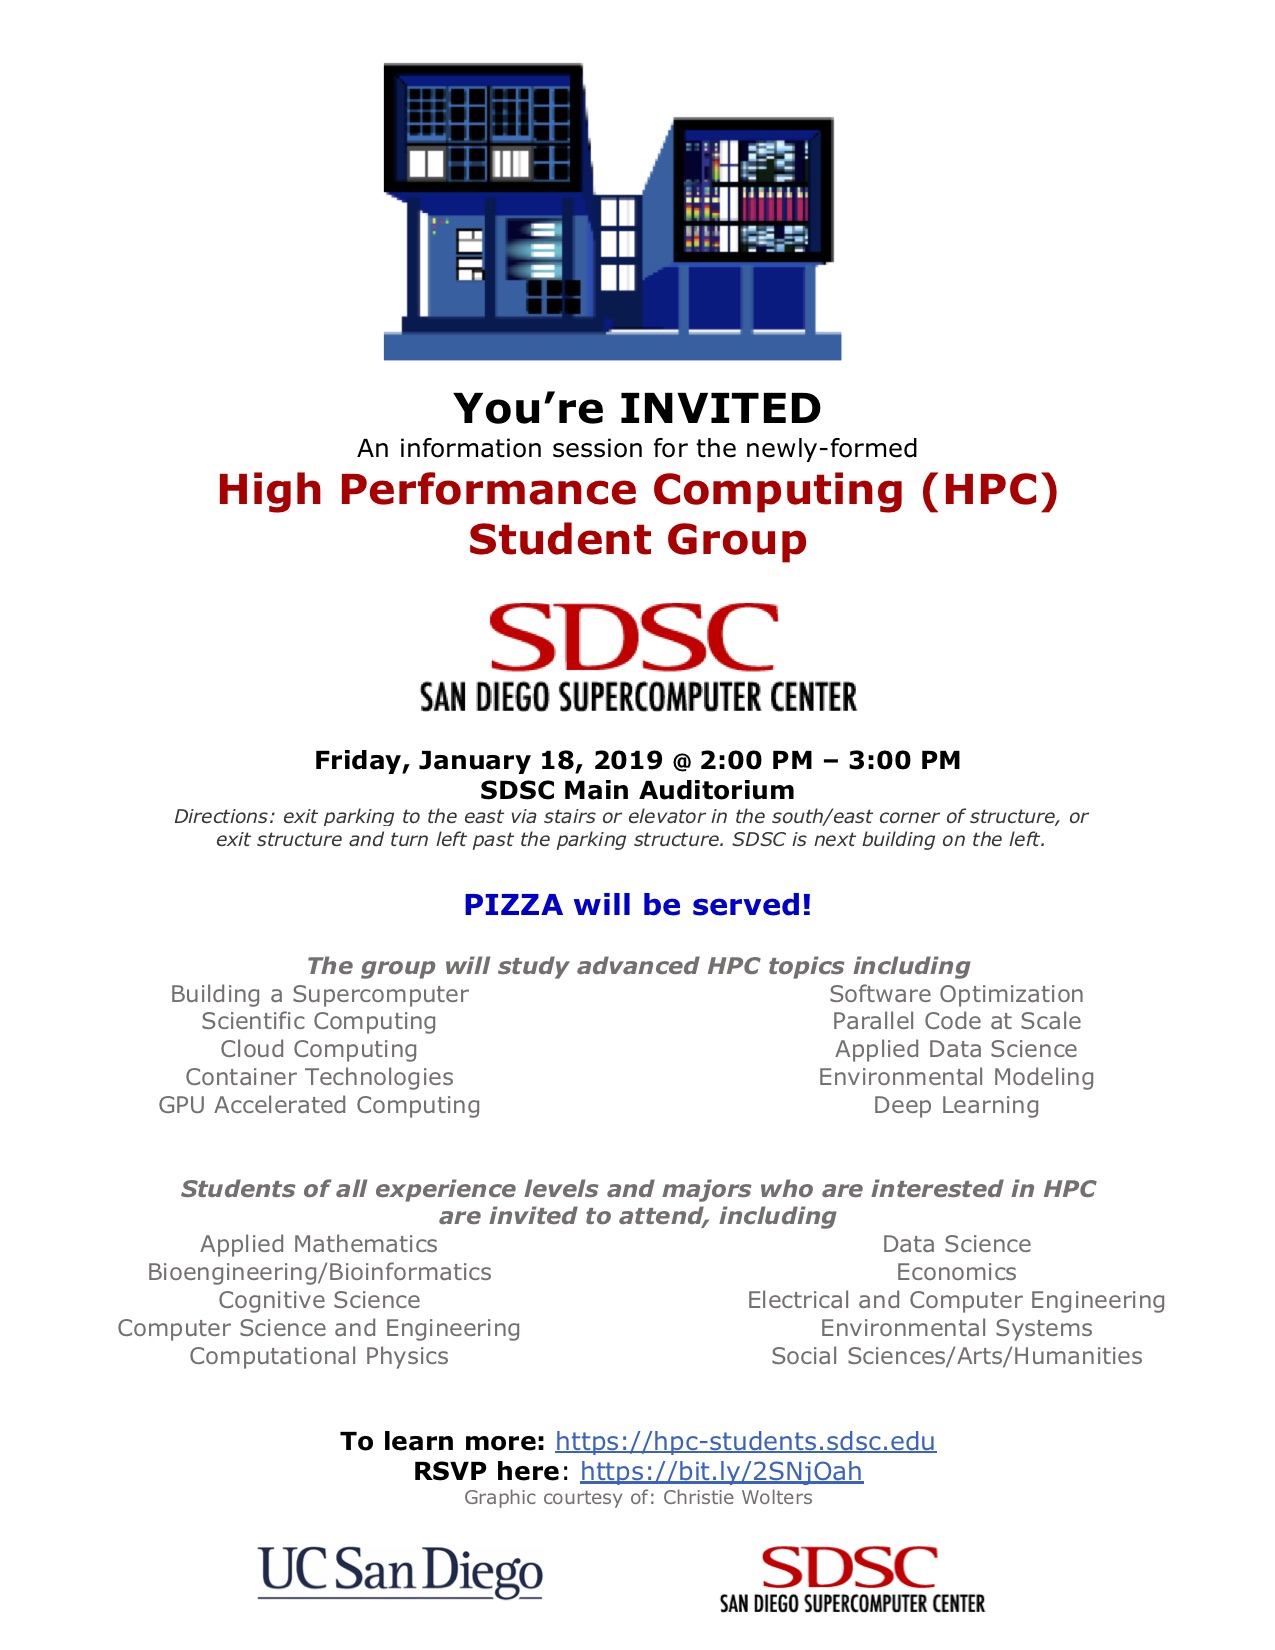 You’re INVITED
An information session for the newly-formed
High Performance Computing (HPC)
Student Group
SDSC
SAN DIEGO SUPERCOMPUTER CENTER
Friday, January 18, 2019 @ 2:00 PM – 3:00 PM
SDSC Main Auditorium
Directions: exit parking to the east via stairs or elevator in the south/east corner of structure, or
exit structure and turn left past the parking structure. SDSC is next building on the left.
PIZZA will be served!
The group will study advanced HPC topics including
Building a Supercomputer
Scientific Computing
Cloud Computing
Container Technologies
GPU Accelerated Computing
Software Optimization
Parallel Code at Scale
Applied Data Science
Environmental Modeling
Deep Learning
Students of all experience levels and majors who are interested in HPC
are invited to attend, including
Applied Mathematics
Bioengineering/Bioinformatics
Cognitive Science
Computer Science and Engineering
Computational Physics
Data Science
Economics
Electrical and Computer Engineering
Environmental Systems
Social Sciences/Arts/Humanities
To learn more: https://hpc-students.sdsc.edu
RSVP here: https://bit.ly/2SNjOah
Graphic courtesy of: Christie Wolters
UC San Diego
SDSC
SAN DIEGO SUPERCOMPUTER CENTER